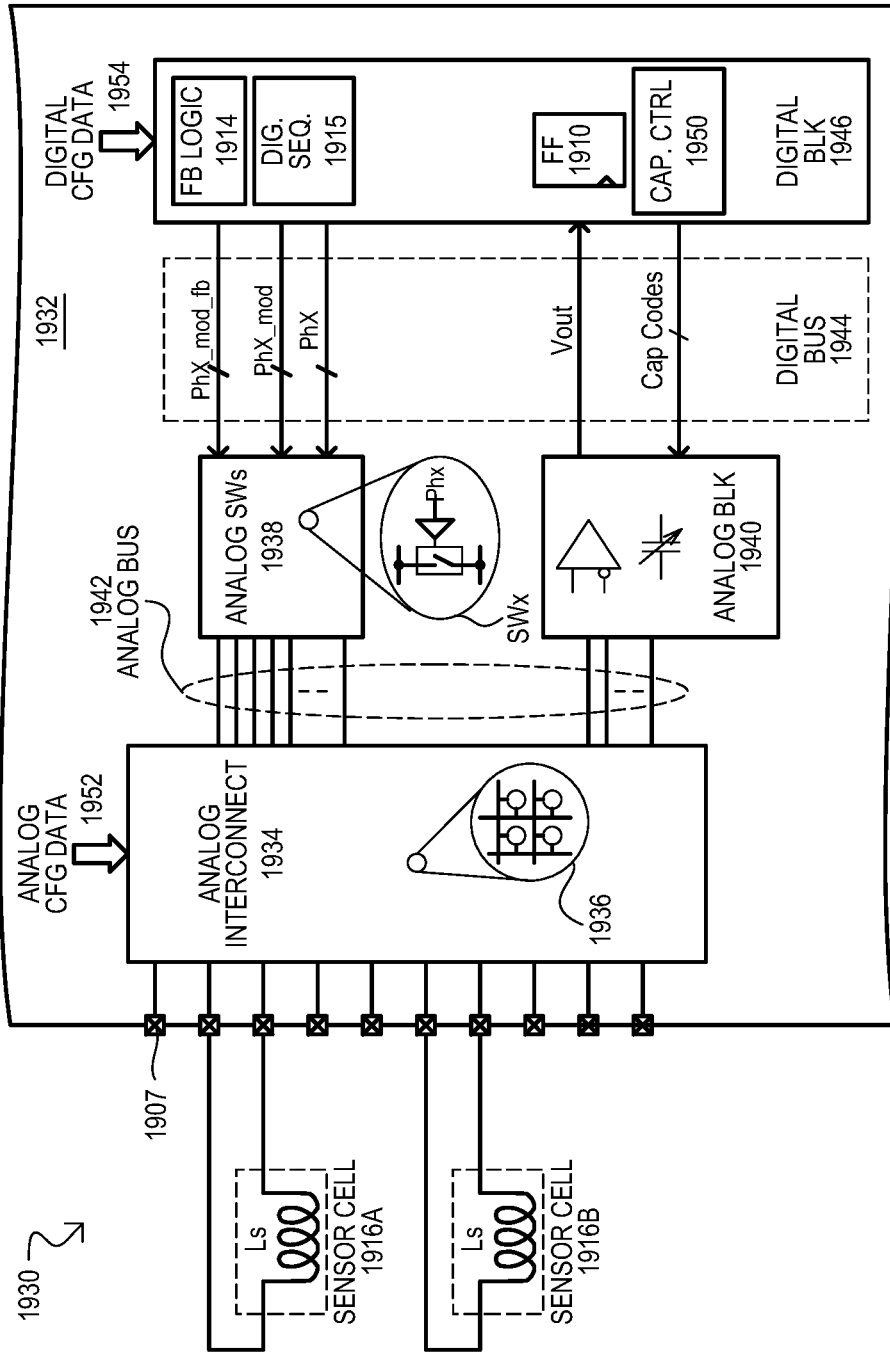 1930
SENSOR CELL
1916A
Ls
SENSOR CELL
1916B
Ls
1907
ANALOG
CFG DATA
1952
ANALOG
INTERCONNECT
1934
1936
1942
ANALOG BUS
ANALOG SWs
1938
Phx
SWx
ANALOG BLK
1940
1932
PhX_mod_fb
PhX_mod
PhX
Vout
Cap Codes
DIGITAL
BUS
1944
DIGITAL
CFG DATA
1954
FB LOGIC
1914
DIG.
SEQ.
1915
FF
1910
CAP. CTRL
1950
DIGITAL
BLK
1946